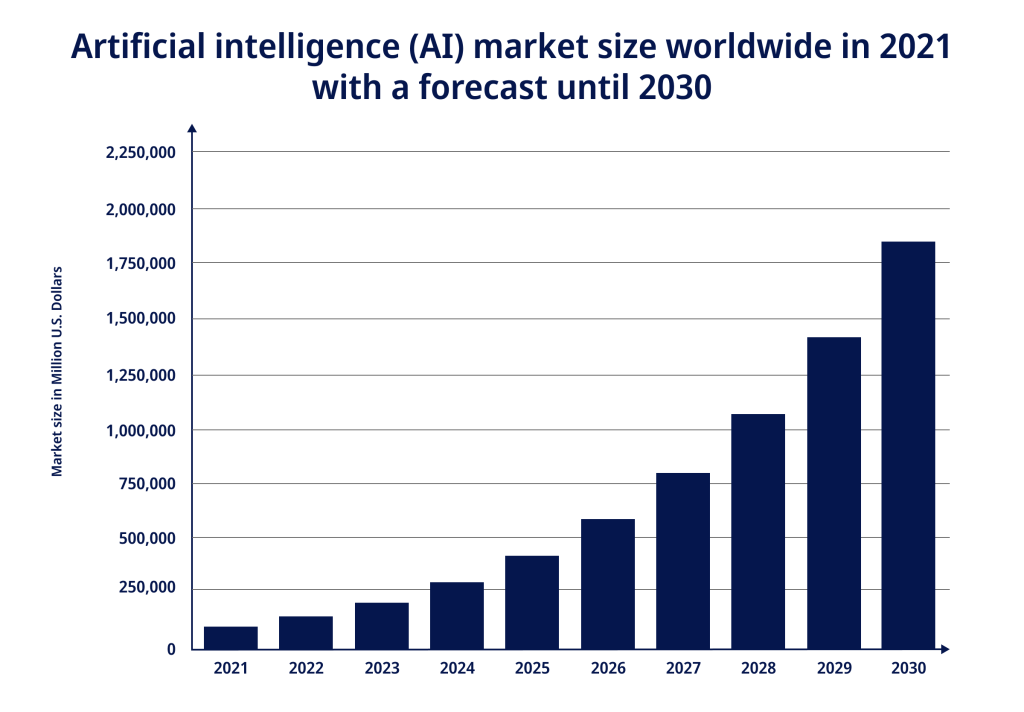 Artificial intelligence (AI) market size worldwide in 2021
with a forecast until 2030
Market size in Million U.S. Dollars
2,250,000
2,000,000
1,750,000
1,500,000
1,250,000
1,000,000
750,000
500,000
250,000
0
2021 2022 2023 2024 2025 2026 2027 2028 2029 2030